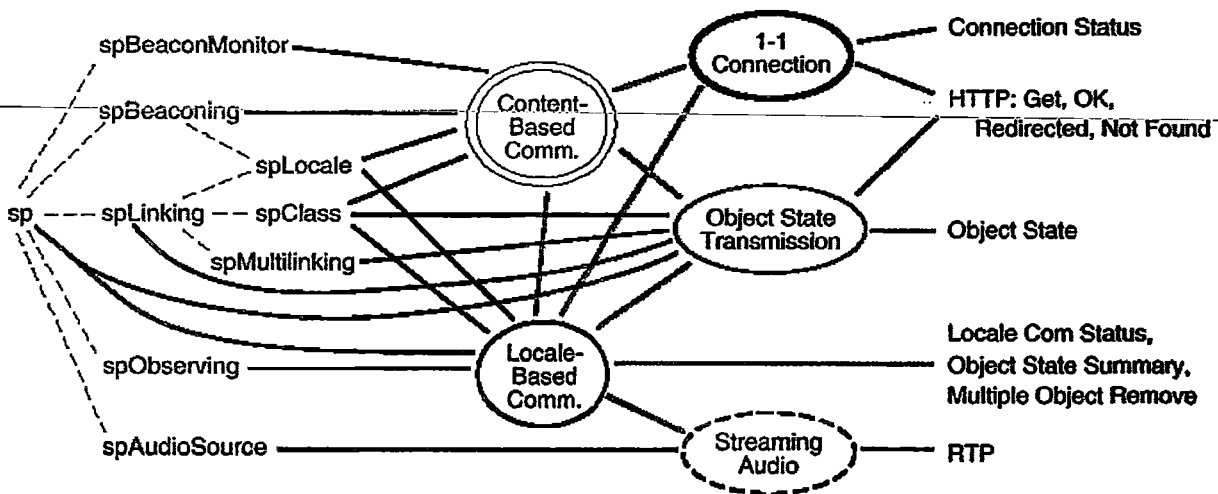 spBeaconMonitor
spBeaconing
spLocale
sp
spLinking
spClass
spMultilinking
spObserving
spAudioSource
Content-
Based
Comm.
1-1
Connection
Object State
Transmission
Locale-
Based
Comm.
Streaming
Audio
Connection Status
HTTP: Get, OK,
Redirected, Not Found
Object State
Locale Com Status,
Object State Summary,
Multiple Object Remove
RTP